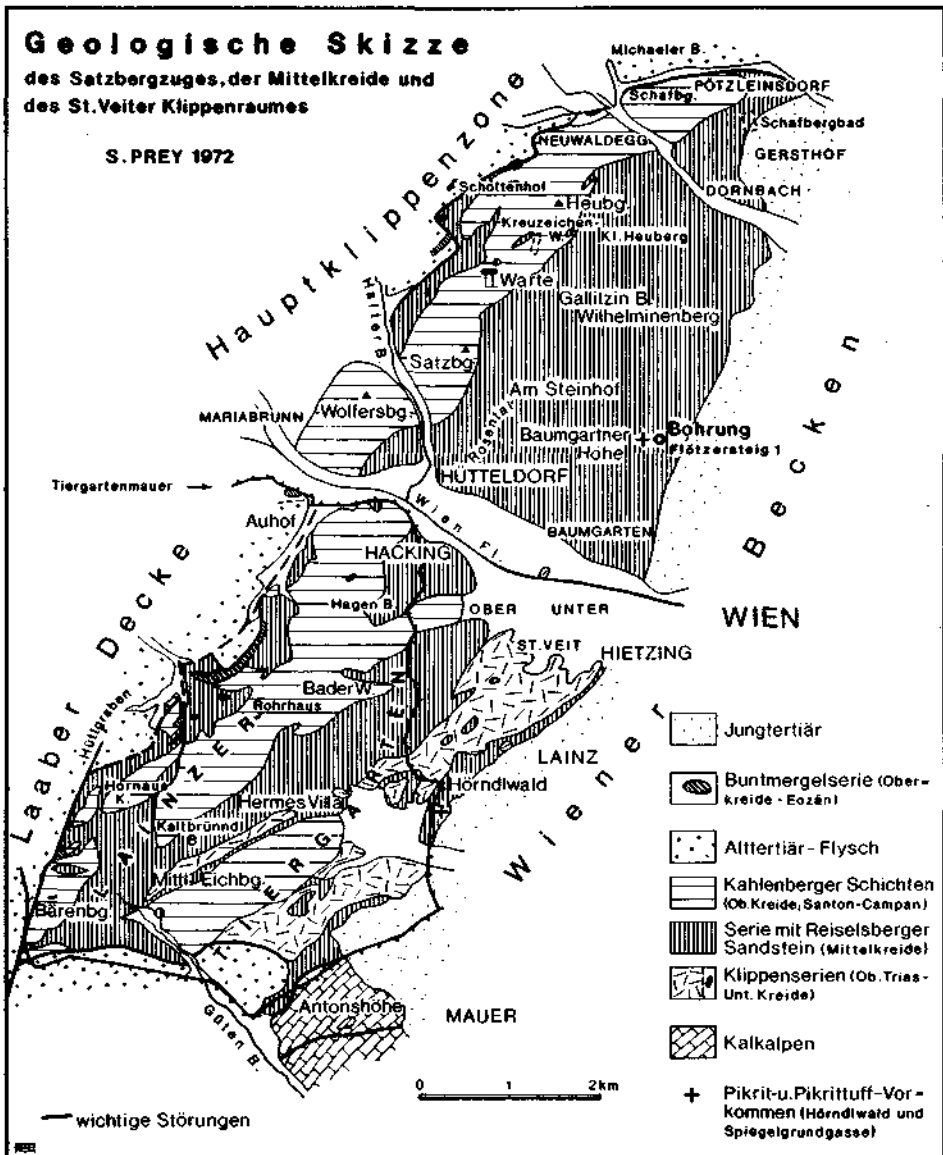 Geologische Skizze
des Satzbergzuges, der Mittelkreide und
des St. Veiter Klippenraumes
S. PREY 1972
Michaeler B.
PÖTZLEINSDORF
Schafbg.
Schafbergbad
NEUWALDEGG
GERSTHOF
Schottenhof
DORNBACH
Heubg.
Kreuzeichen-
W.
Kl. Heuberg
Hauptklippenzone
Warte
Halter B.
Gallitzin B.
Wilhelminenberg
Satzbg.
Am Steinhof
Wolfersbg.
Rosental
MARIABRUNN
Baumgartner
Höhe
Bohrung
Flötzersteig 1
HÜTTELDORF
Tiergartenmauer
Wien Fl.
BAUMGARTEN
Auhof
HACKING
Hagen B.
OBER UNTER
WIEN
ST. VEIT
HIETZING
Bader W.
Rohrhaus
LAINZ
Hüttgraben
Hörndlwald
Hornaus
K.
Hermes Villa
Kaltbründl
B.
Mittl. Eichbg.
Bärenbg.
LAINZER
TIERGARTEN
Laaber Decke
Wiener Becken
Antonshöhe
MAUER
Güten B.
0 1 2 km
wichtige Störungen
Jungtertiär
Buntmergelserie (Ober-
kreide - Eozän)
Alttertiär - Flysch
Kahlenberger Schichten
(Ob. Kreide, Santon-Campan)
Serie mit Reiselsberger
Sandstein (Mittelkreide)
Klippenserien (Ob. Trias-
Unt. Kreide)
Kalkalpen
Pikrit-u. Pikrittuff-Vor-
kommen (Hörndlwald und
Spiegelgrundgasse)